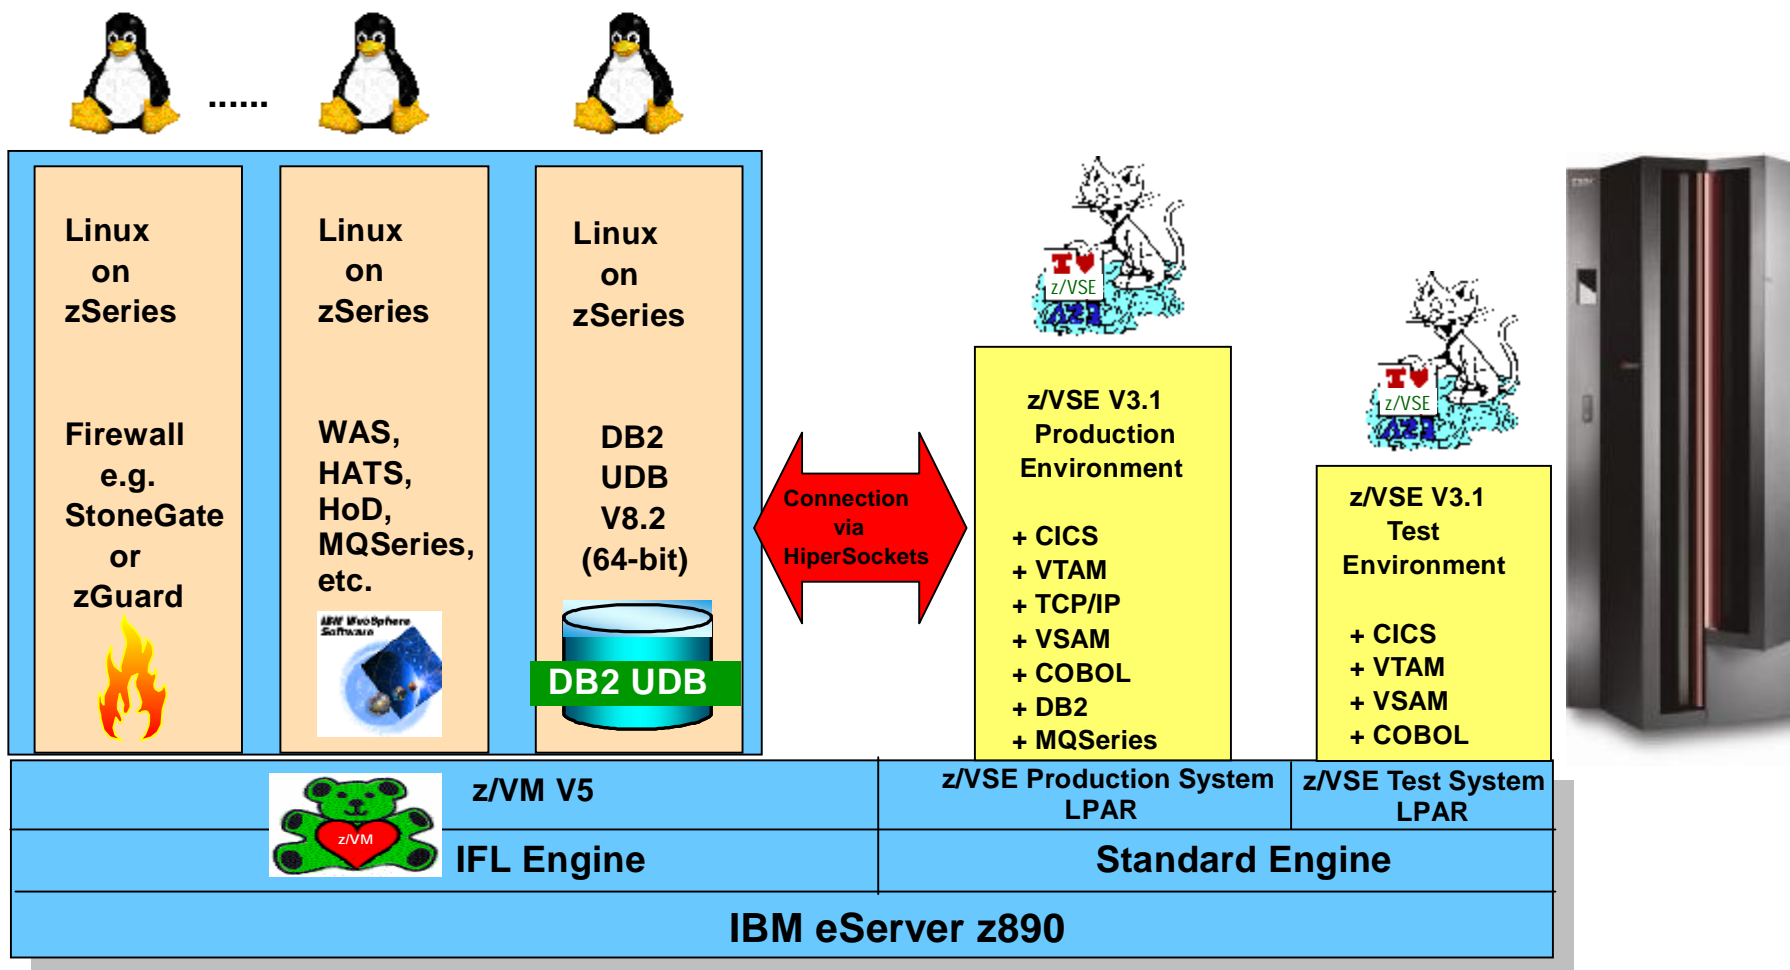 ......
Linux
on
zSeries
Firewall
e.g.
StoneGate
or
zGuard
Linux
on
zSeries
WAS,
HATS,
HoD,
MQSeries,
etc.
IBM WebSphere
Software
Linux
on
zSeries
DB2
UDB
V8.2
(64-bit)
DB2 UDB
Connection
via
HiperSockets
I
z/VSE
z/VSE V3.1
Production
Environment
+ CICS
+ VTAM
+ TCP/IP
+ VSAM
+ COBOL
+ DB2
+ MQSeries
I
z/VSE
z/VSE V3.1
Test
Environment
+ CICS
+ VTAM
+ VSAM
+ COBOL
z/VM V5
z/VM
z/VSE Production System
LPAR
z/VSE Test System
LPAR
IFL Engine
Standard Engine
IBM eServer z890